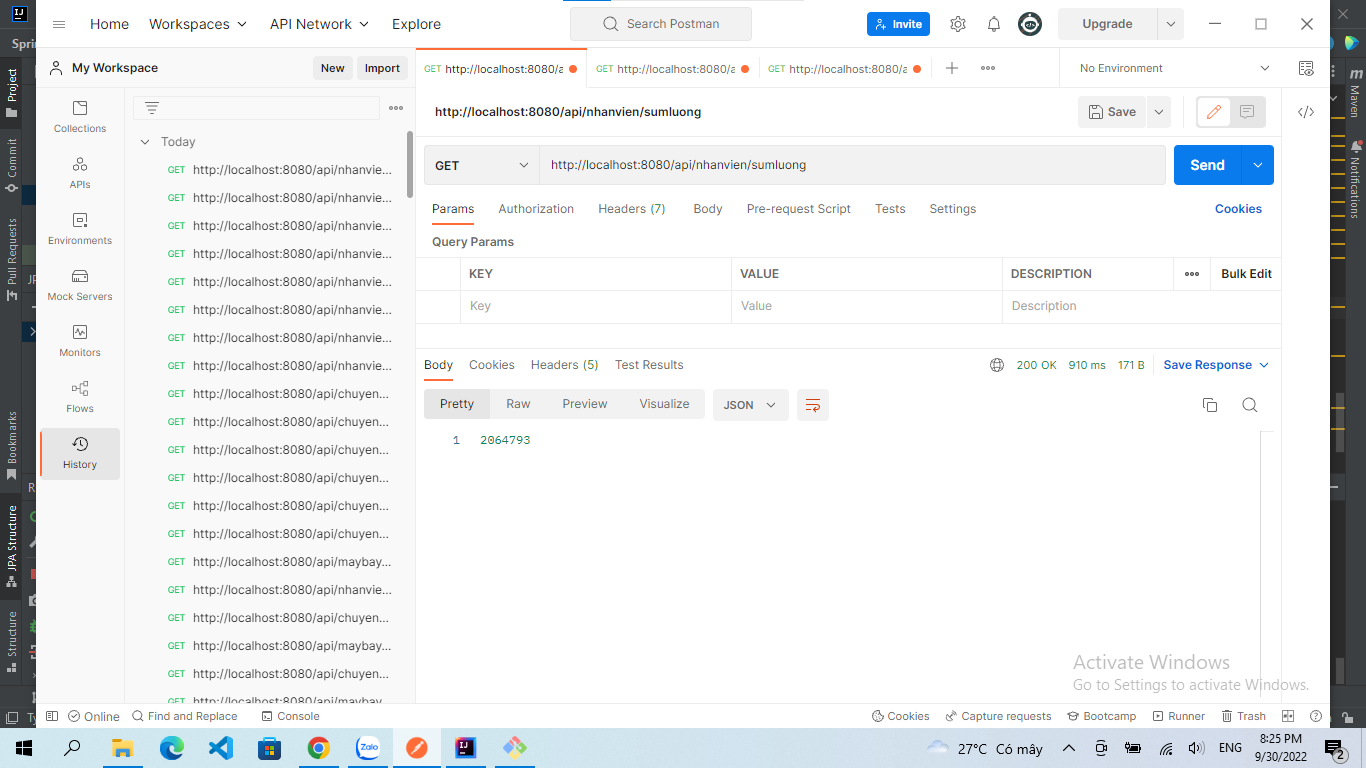 Home
Workspaces
API Network
Explore
Search Postman
Invite
Upgrade
Sprin
My Workspace
New
Import
GET http://localhost:8080/a
GET http://localhost:8080/a
GET http://localhost:8080/a
No Environment
Project
Commit
Pull Requests
Bookmarks
JPA Structure
Structure
m
Maven
Notifications
Collections
APIs
Environments
Mock Servers
Monitors
Flows
History
Today
GET http://localhost:8080/api/nhanvie...
GET http://localhost:8080/api/nhanvie...
GET http://localhost:8080/api/nhanvie...
GET http://localhost:8080/api/nhanvie...
GET http://localhost:8080/api/nhanvie...
GET http://localhost:8080/api/nhanvie...
GET http://localhost:8080/api/nhanvie...
GET http://localhost:8080/api/nhanvie...
GET http://localhost:8080/api/chuyen...
GET http://localhost:8080/api/chuyen...
GET http://localhost:8080/api/chuyen...
GET http://localhost:8080/api/chuyen...
GET http://localhost:8080/api/chuyen...
GET http://localhost:8080/api/chuyen...
GET http://localhost:8080/api/maybay...
GET http://localhost:8080/api/nhanvie...
GET http://localhost:8080/api/chuyen...
GET http://localhost:8080/api/maybay...
GET http://localhost:8080/api/chuyen...
GET http://localhost:8080/api/maybay
http://localhost:8080/api/nhanvien/sumluong
Save
GET
http://localhost:8080/api/nhanvien/sumluong
Send
Params
Authorization
Headers (7)
Body
Pre-request Script
Tests
Settings
Cookies
Query Params
KEY
VALUE
DESCRIPTION
Bulk Edit
Key
Value
Description
Body
Cookies
Headers (5)
Test Results
200 OK
910 ms
171 B
Save Response
Pretty
Raw
Preview
Visualize
JSON
1 2064793
Activate Windows
Go to Settings to activate Windows.
Online
Find and Replace
Console
Cookies
Capture requests
Bootcamp
Runner
Trash
Zalo
IJ
27°C Có mây
ENG
8:25 PM
9/30/2022
2